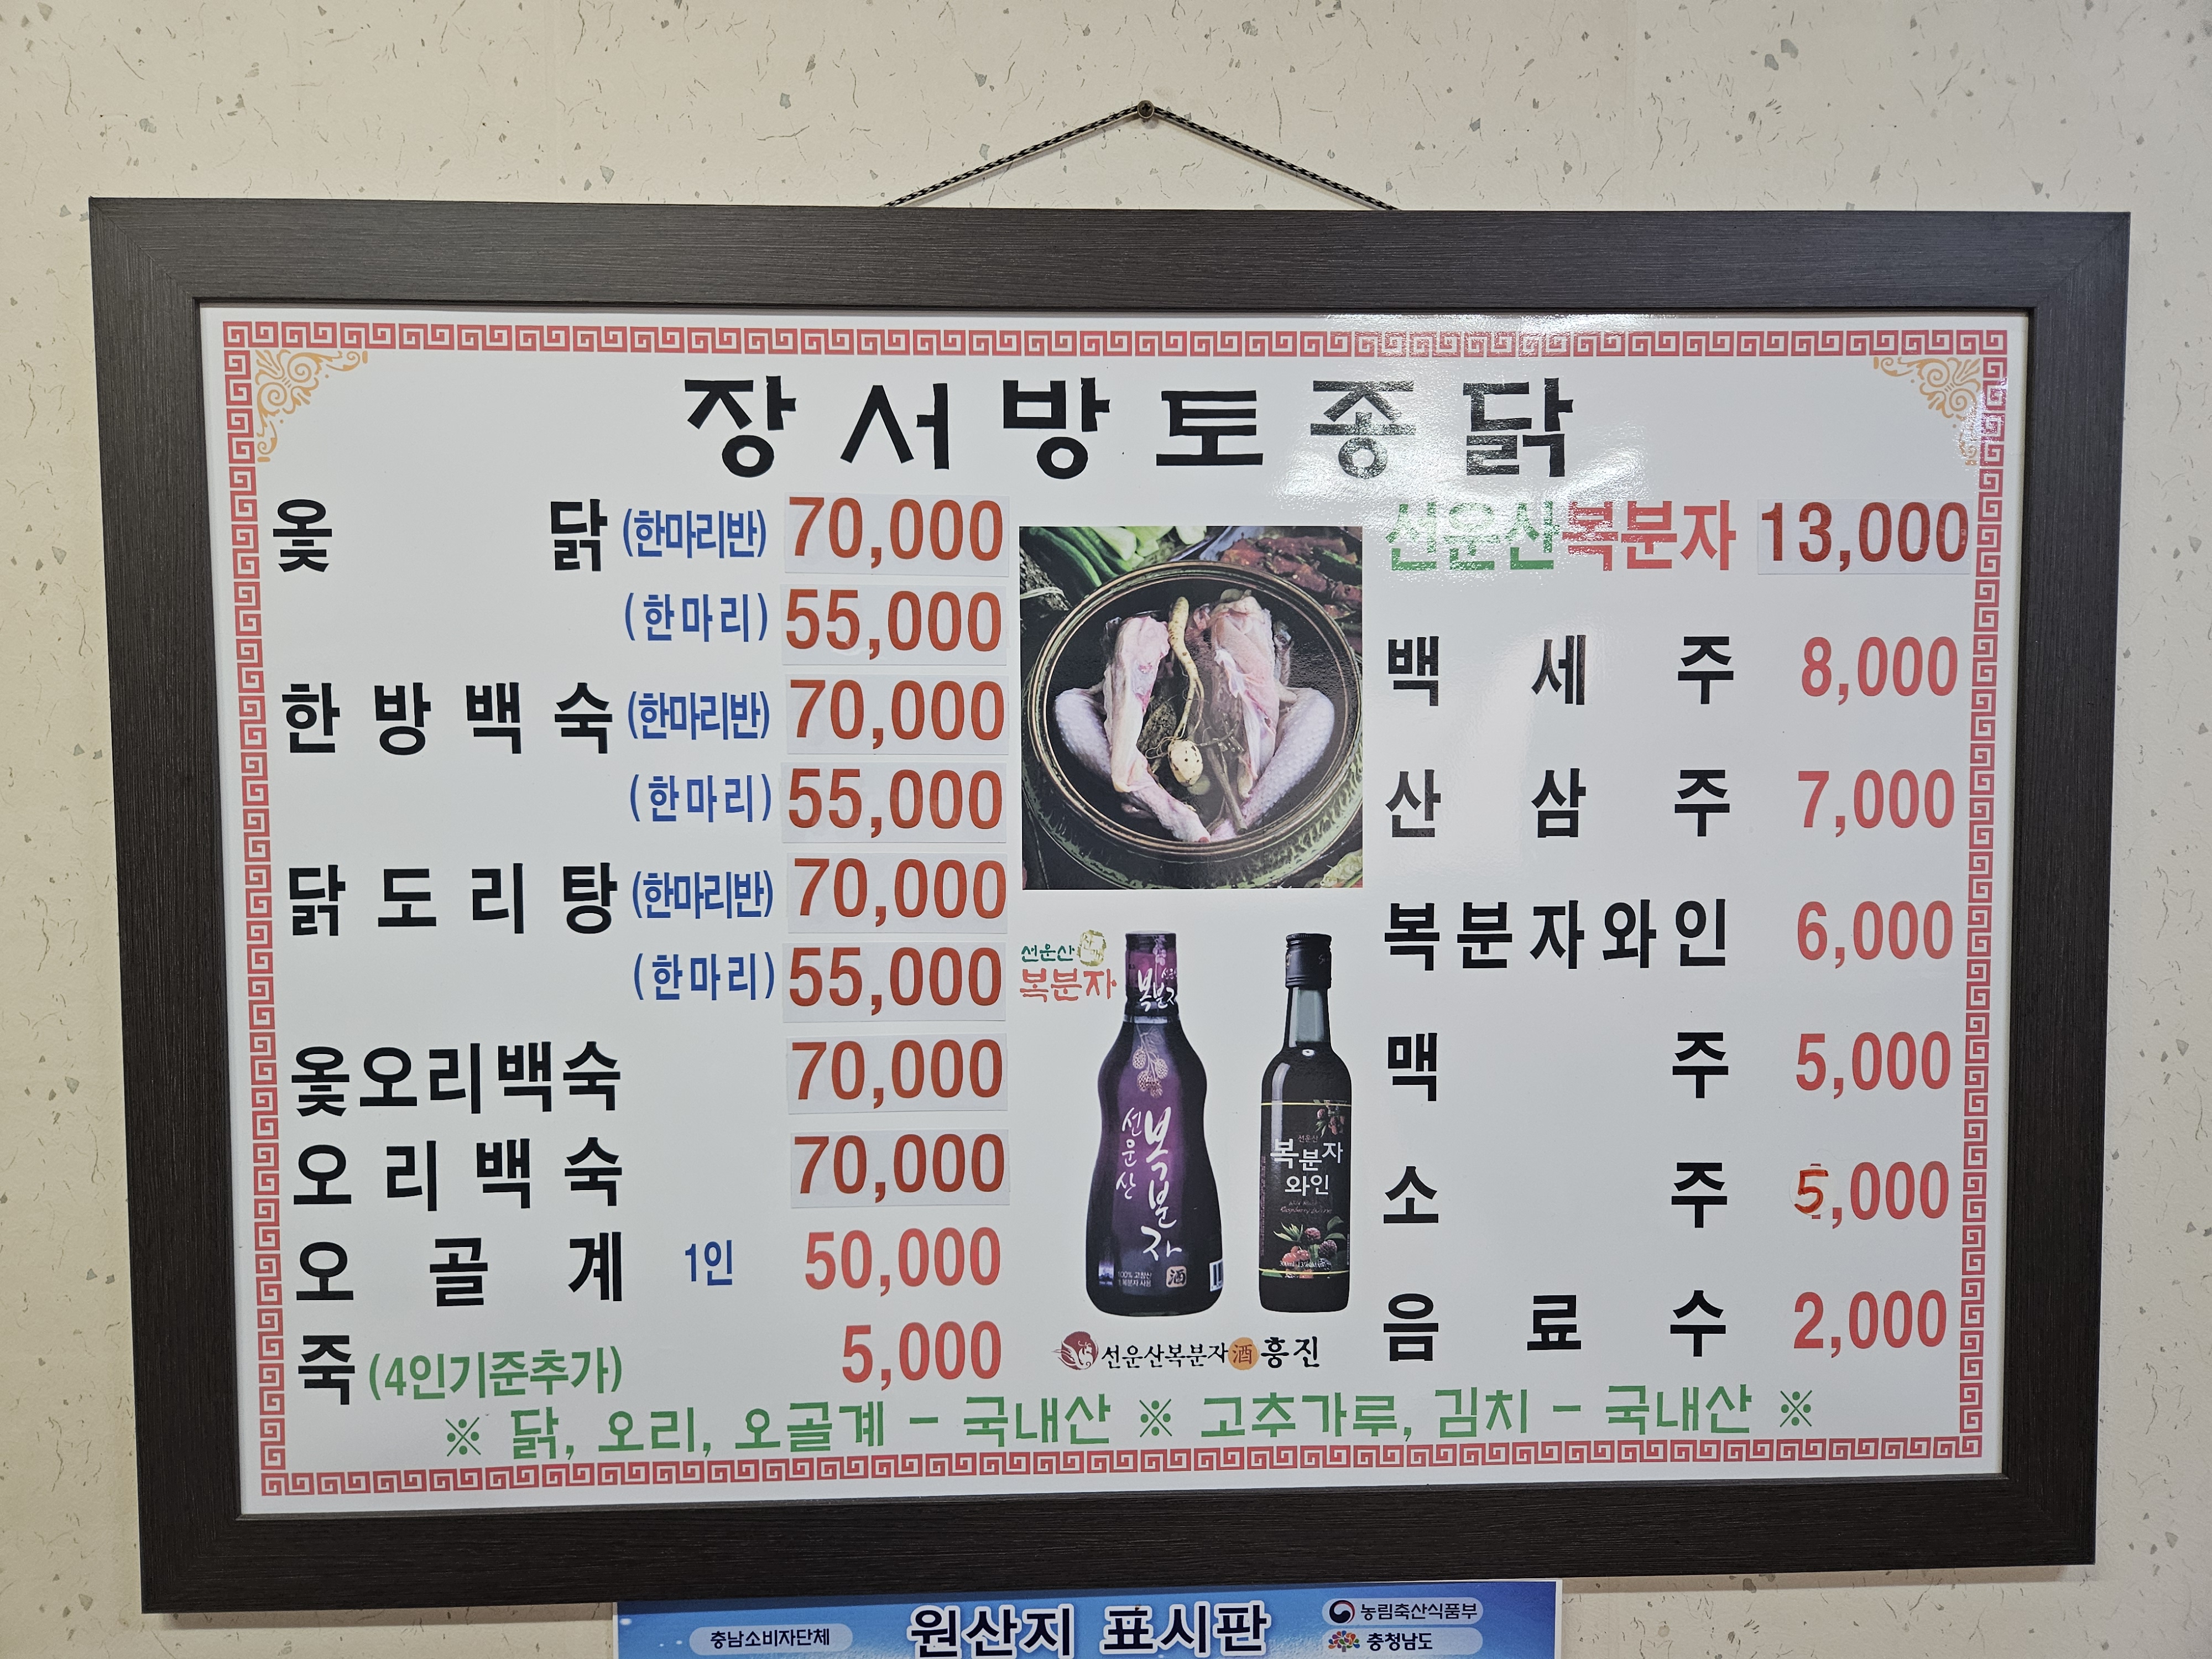 장서방토종닭
옻닭 (한마리반) 70,000
(한마리) 55,000
한방백숙 (한마리반) 70,000
(한마리) 55,000
닭도리탕 (한마리반) 70,000
(한마리) 55,000
옻오리백숙 70,000
오리백숙 70,000
오골계 1인 50,000
죽 (4인기준추가) 5,000
선운산
복분자
선운산
복분자
酒
선운산
복분자
와인
선운산복분자 酒 흥진
선운산복분자 13,000
백세주 8,000
산삼주 7,000
복분자와인 6,000
맥주 5,000
소주 5,000
음료수 2,000
※ 닭, 오리, 오골계 - 국내산 ※ 고추가루, 김치 - 국내산 ※
충남소비자단체
원산지 표시판
농림축산식품부
충청남도